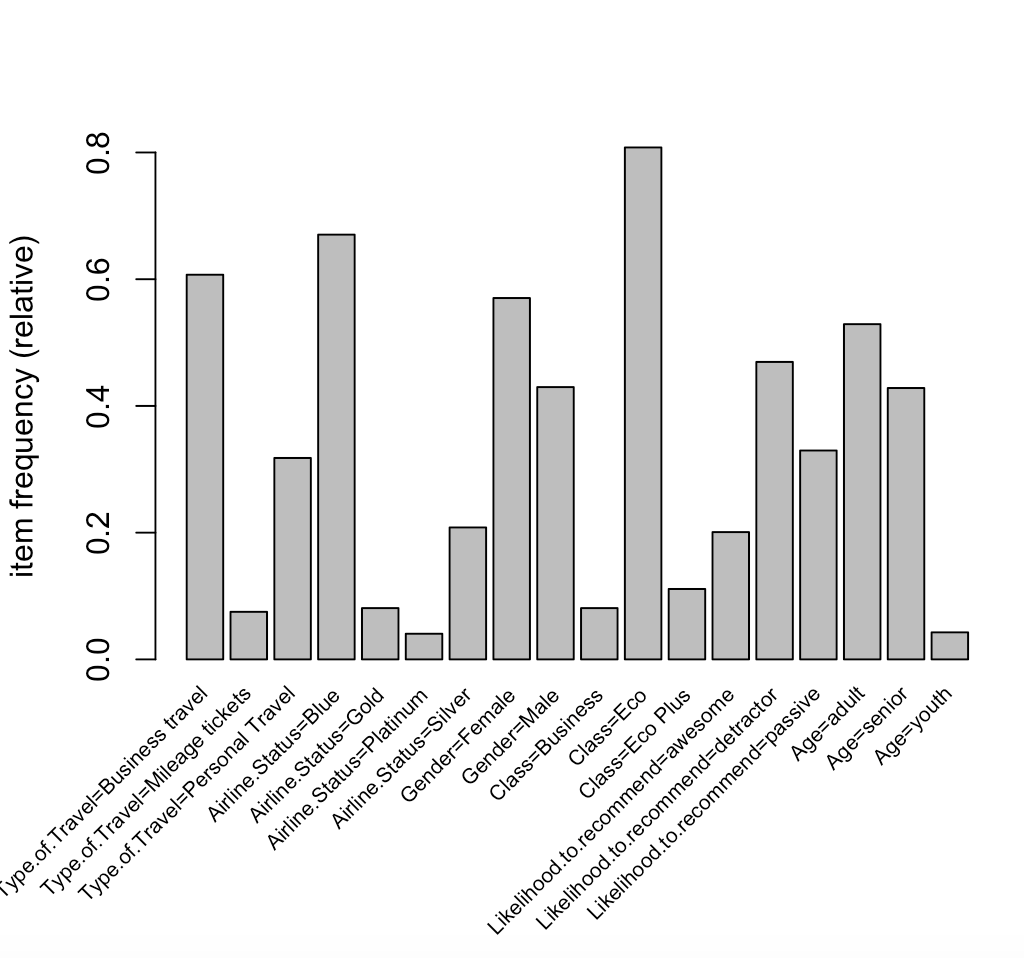 item frequency (relative)
0.8
0.6
0.4
0.2
0.0
Type.of.Travel=Business travel
Type.of.Travel=Mileage tickets
Type.of.Travel=Personal Travel
Airline.Status=Blue
Airline.Status=Gold
Airline.Status=Platinum
Airline.Status=Silver
Gender=Female
Gender=Male
Class=Business
Class=Eco
Class=Eco Plus
Likelihood.to.recommend=awesome
Likelihood.to.recommend=detractor
Likelihood.to.recommend=passive
Age=adult
Age=senior
Age=youth